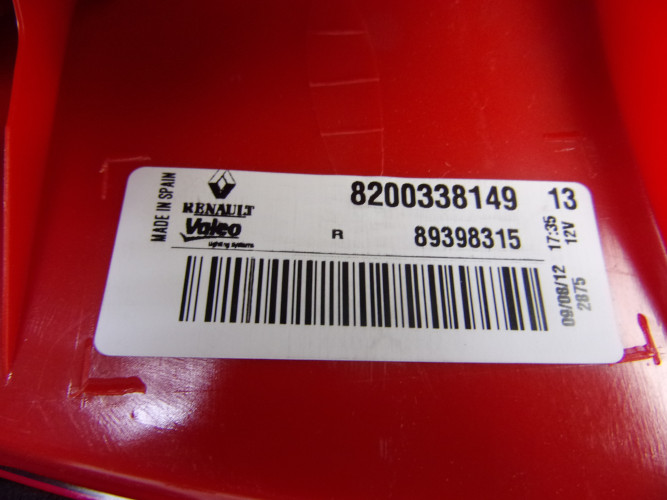 MADE IN SPAIN
RENAULT
Valeo
Lighting Systems
8200338149 13
R 89398315
09/08/12 17:35
2875 12V